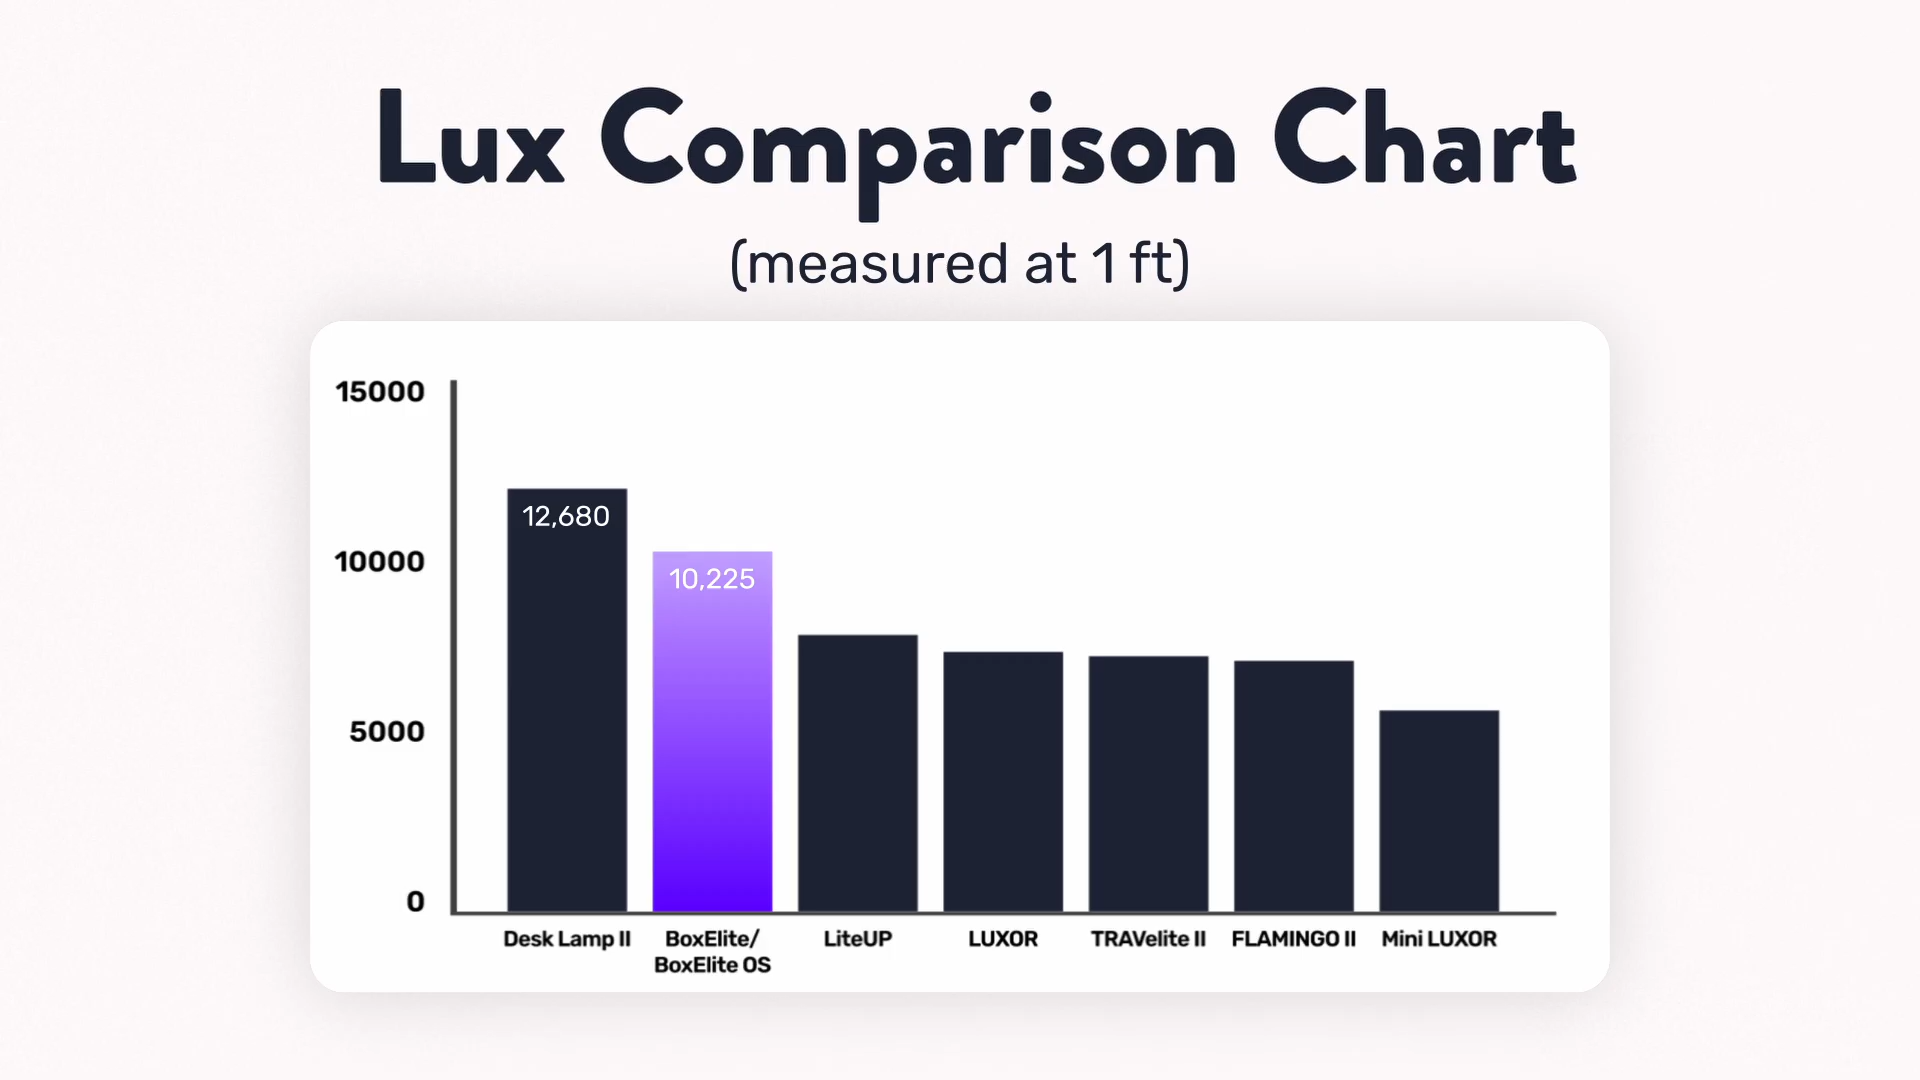 Lux Comparison Chart
(measured at 1 ft)
15000
10000
5000
0
12,680
10,225
Desk Lamp II
BoxElite/
BoxElite OS
LiteUP
LUXOR
TRAVelite II
FLAMINGO II
Mini LUXOR